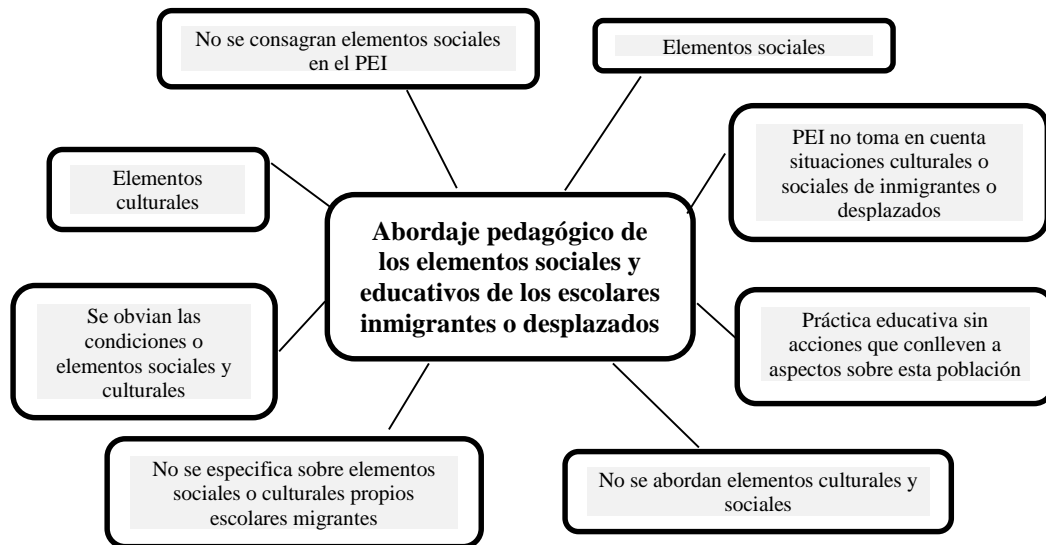 No se consagran elementos sociales
en el PEI
Elementos sociales
PEI no toma en cuenta
situaciones culturales o
sociales de inmigrantes o
desplazados
Elementos
culturales
Abordaje pedagógico de
los elementos sociales y
educativos de los escolares
inmigrantes o desplazados
Se obvian las
condiciones o
elementos sociales y
culturales
Práctica educativa sin
acciones que conlleven a
aspectos sobre esta población
No se especifica sobre elementos
sociales o culturales propios
escolares migrantes
No se abordan elementos culturales y
sociales